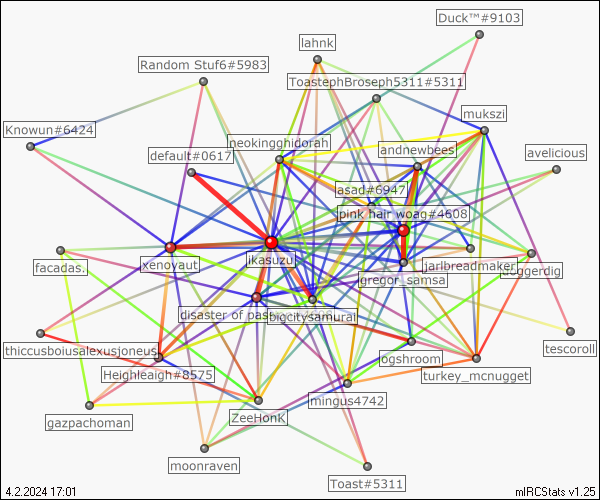 Duck™#9103
lahnk
Random Stuf6#5983
ToastephBroseph5311#5311
mukszi
Knowun#6424
neokingghidorah
andnewbees
default#0617
avelicious
asad#6947
pink hair woag#4608
xenoyaut
ikasuzu
jarlbreadmaker
facadas.
gregor_samsa
disaster of
bigcitysamurai
thiccusboiusalexusjoneus
ogshroom
tescoroll
Heighleaigh#8575
turkey_mcnugget
mingus4742
gazpachoman
ZeeHonK
moonraven
Toast#5311
4.2.2024 17:01
mIRCStats v1.25